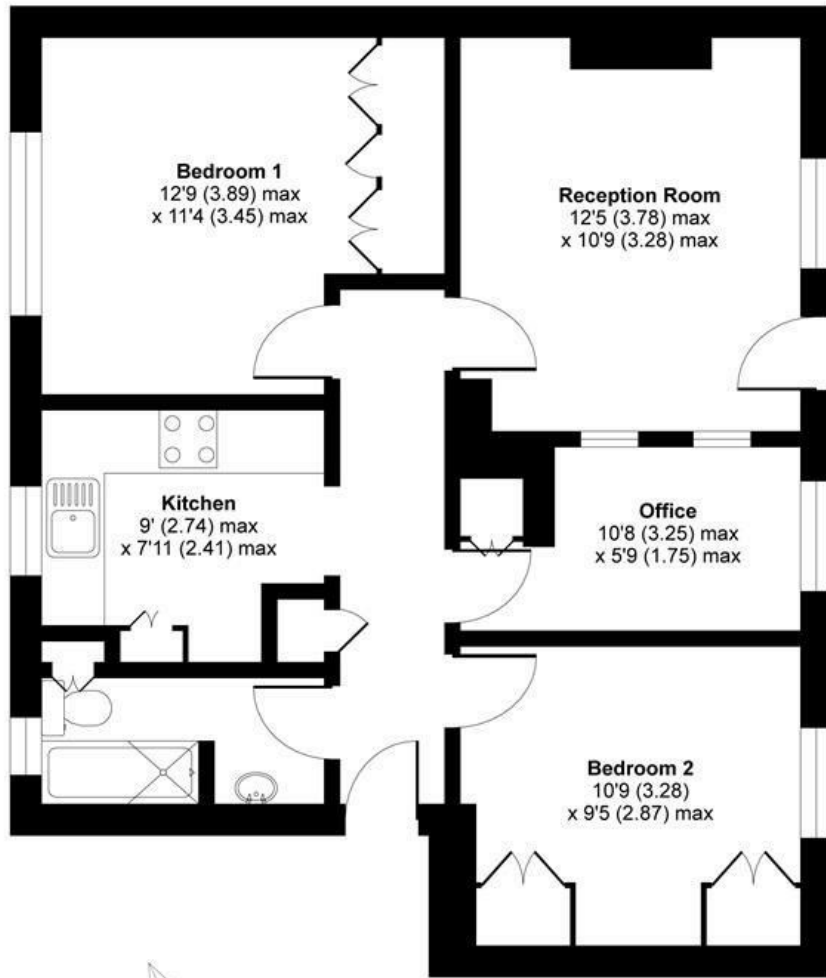 Bedroom 1
12'9 (3.89) max
x 11'4 (3.45) max
Reception Room
12'5 (3.78) max
x 10'9 (3.28) max
Kitchen
9' (2.74) max
x 7'11 (2.41) max
Office
10'8 (3.25) max
x 5'9 (1.75) max
Bedroom 2
10'9 (3.28)
x 9'5 (2.87) max